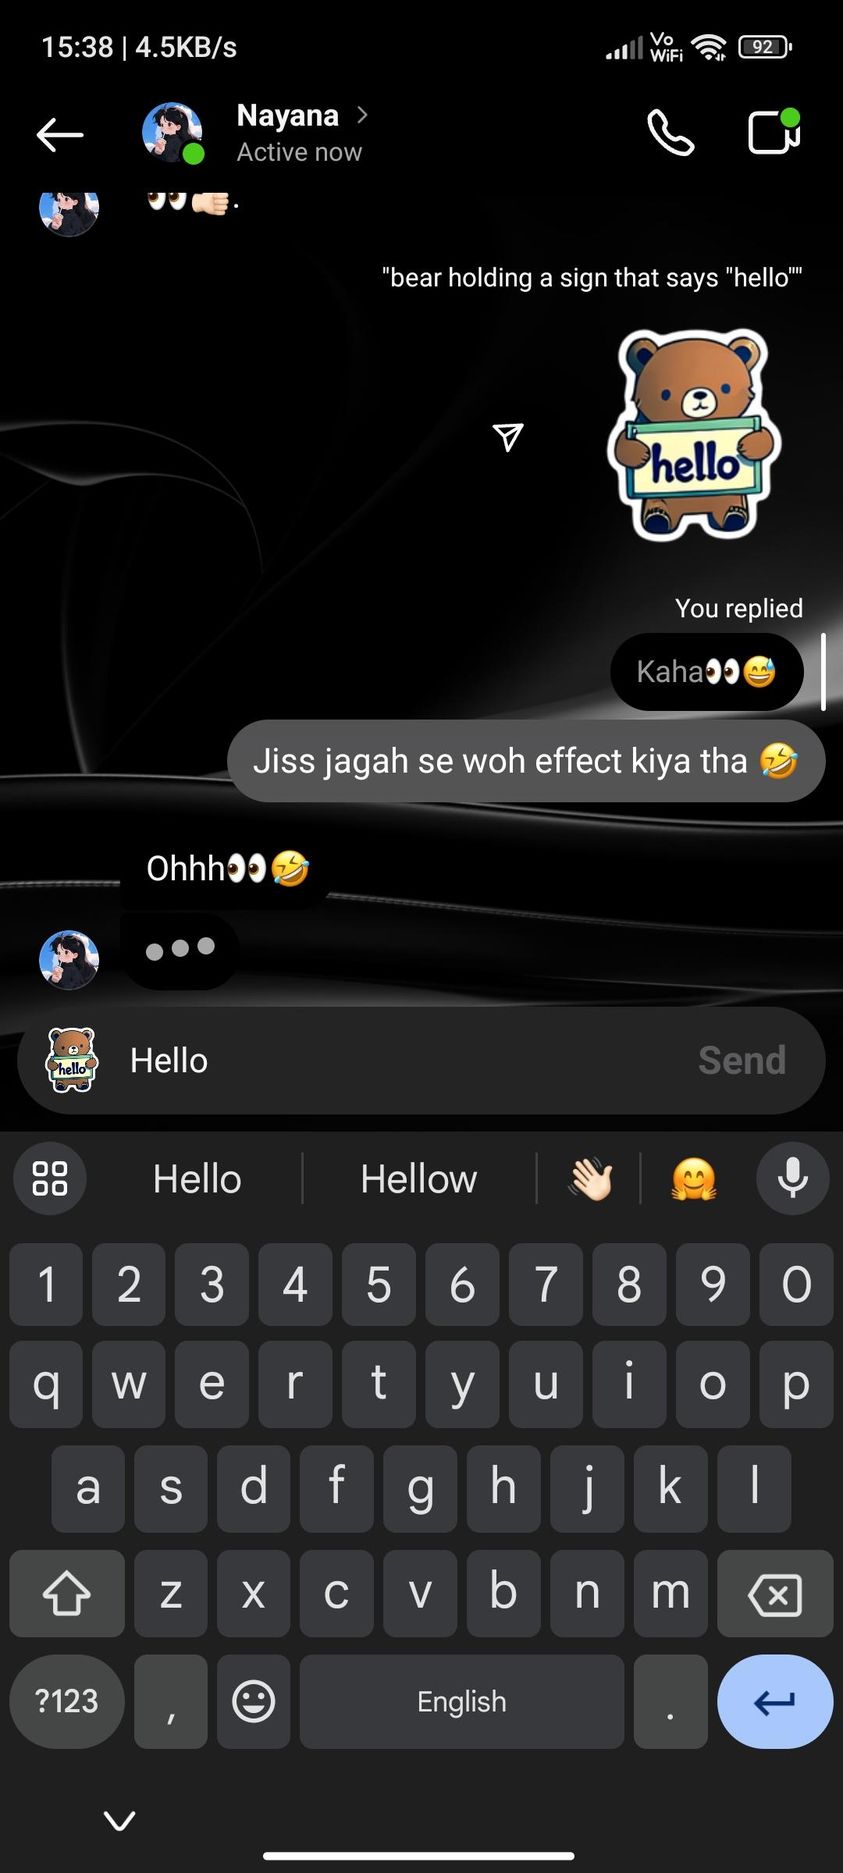 15:38 | 4.5KB/s
Vo
WiFi
92
Nayana
Active now
👀🤜🏻.
"bear holding a sign that says "hello""
hello
You replied
Kaha👀😅
Jiss jagah se woh effect kiya tha 🤣
Ohhh👀🤣
hello
Hello
Send
Hello Hellow 👋🏻 🤗
1 2 3 4 5 6 7 8 9 0
q w e r t y u i o p
a s d f g h j k l
z x c v b n m
?123 , English .